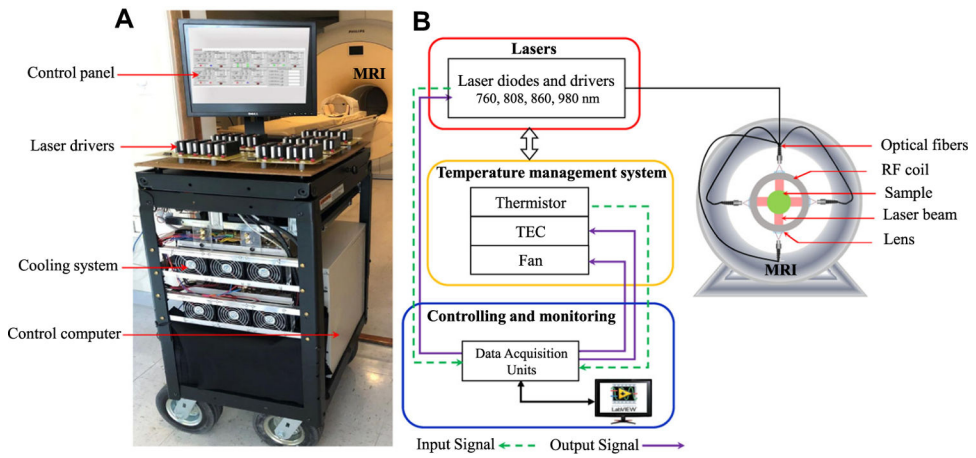 A
Control panel
MRI
Laser drivers
Cooling system
Control computer
B
Lasers
Laser diodes and drivers
760, 808, 860, 980 nm
Temperature management system
Thermistor
TEC
Fan
Controlling and monitoring
Data Acquisition
Units
LabVIEW
Input Signal
Output Signal
Optical fibers
RF coil
Sample
Laser beam
Lens
MRI